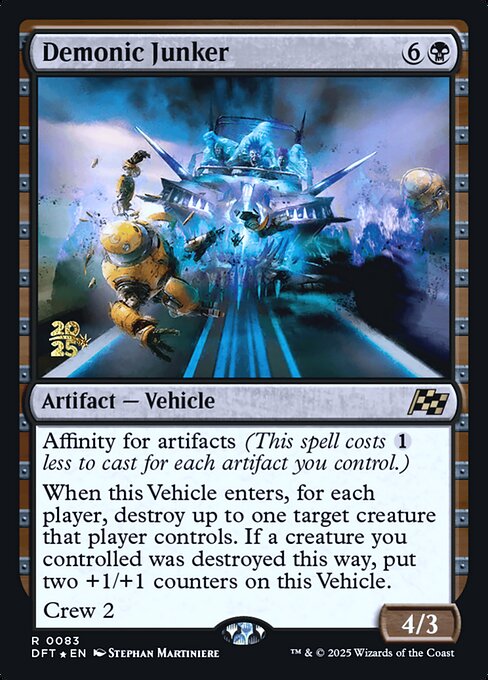 Demonic Junker 6
2025
Artifact — Vehicle
Affinity for artifacts (This spell costs 1
less to cast for each artifact you control.)
When this Vehicle enters, for each
player, destroy up to one target creature
that player controls. If a creature you
controlled was destroyed this way, put
two +1/+1 counters on this Vehicle.
Crew 2
4/3
R 0083
DFT ★ EN Stephan Martiniere
™ & © 2025 Wizards of the Coast